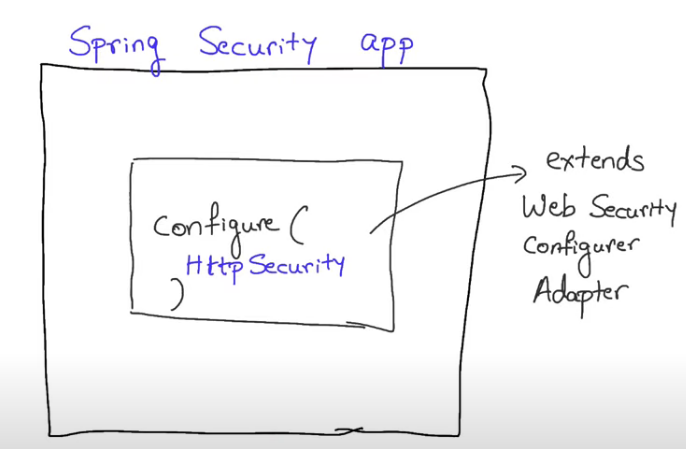 Spring Security app
configure (
HttpSecurity
)
extends
Web Security
Configurer
Adapter